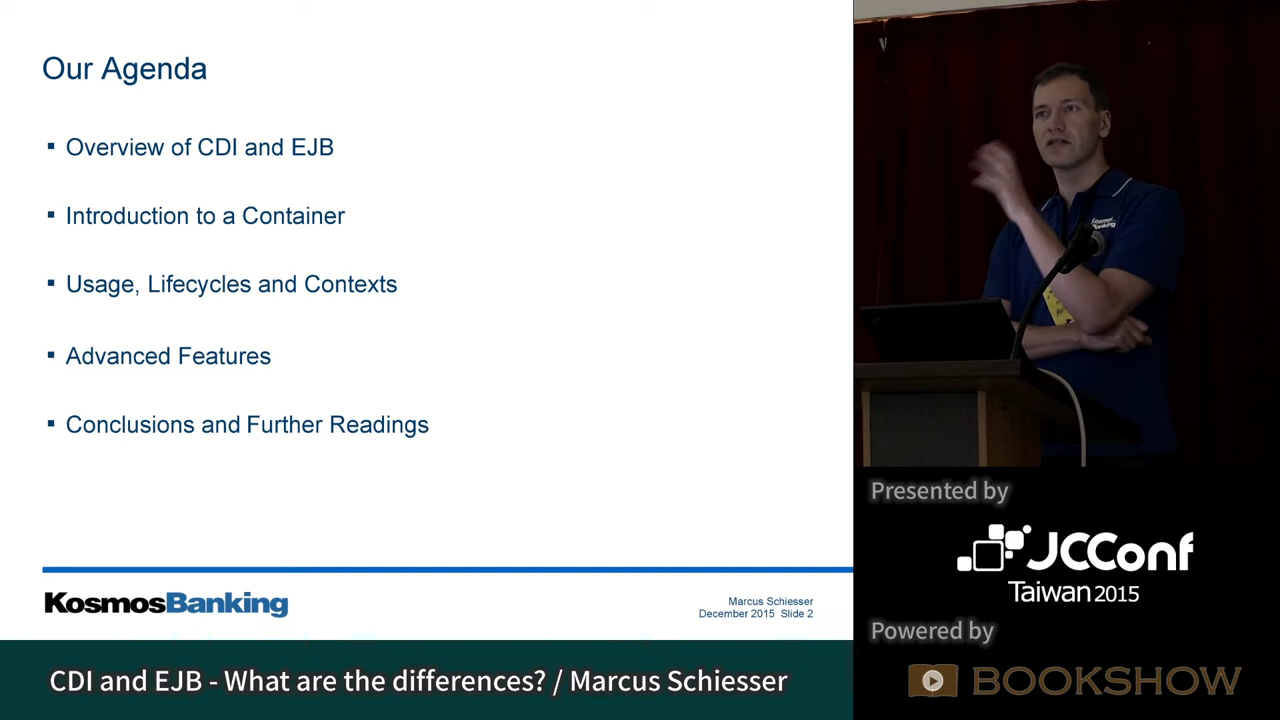 Our Agenda
Overview of CDI and EJB
Introduction to a Container
Usage, Lifecycles and Contexts
Advanced Features
Conclusions and Further Readings
KosmosBanking
Marcus Schiesser
December 2015 Slide 2
CDI and EJB - What are the differences? / Marcus Schiesser
Kosmos
Banking
Presented by
JCConf
Taiwan 2015
Powered by
BOOKSHOW